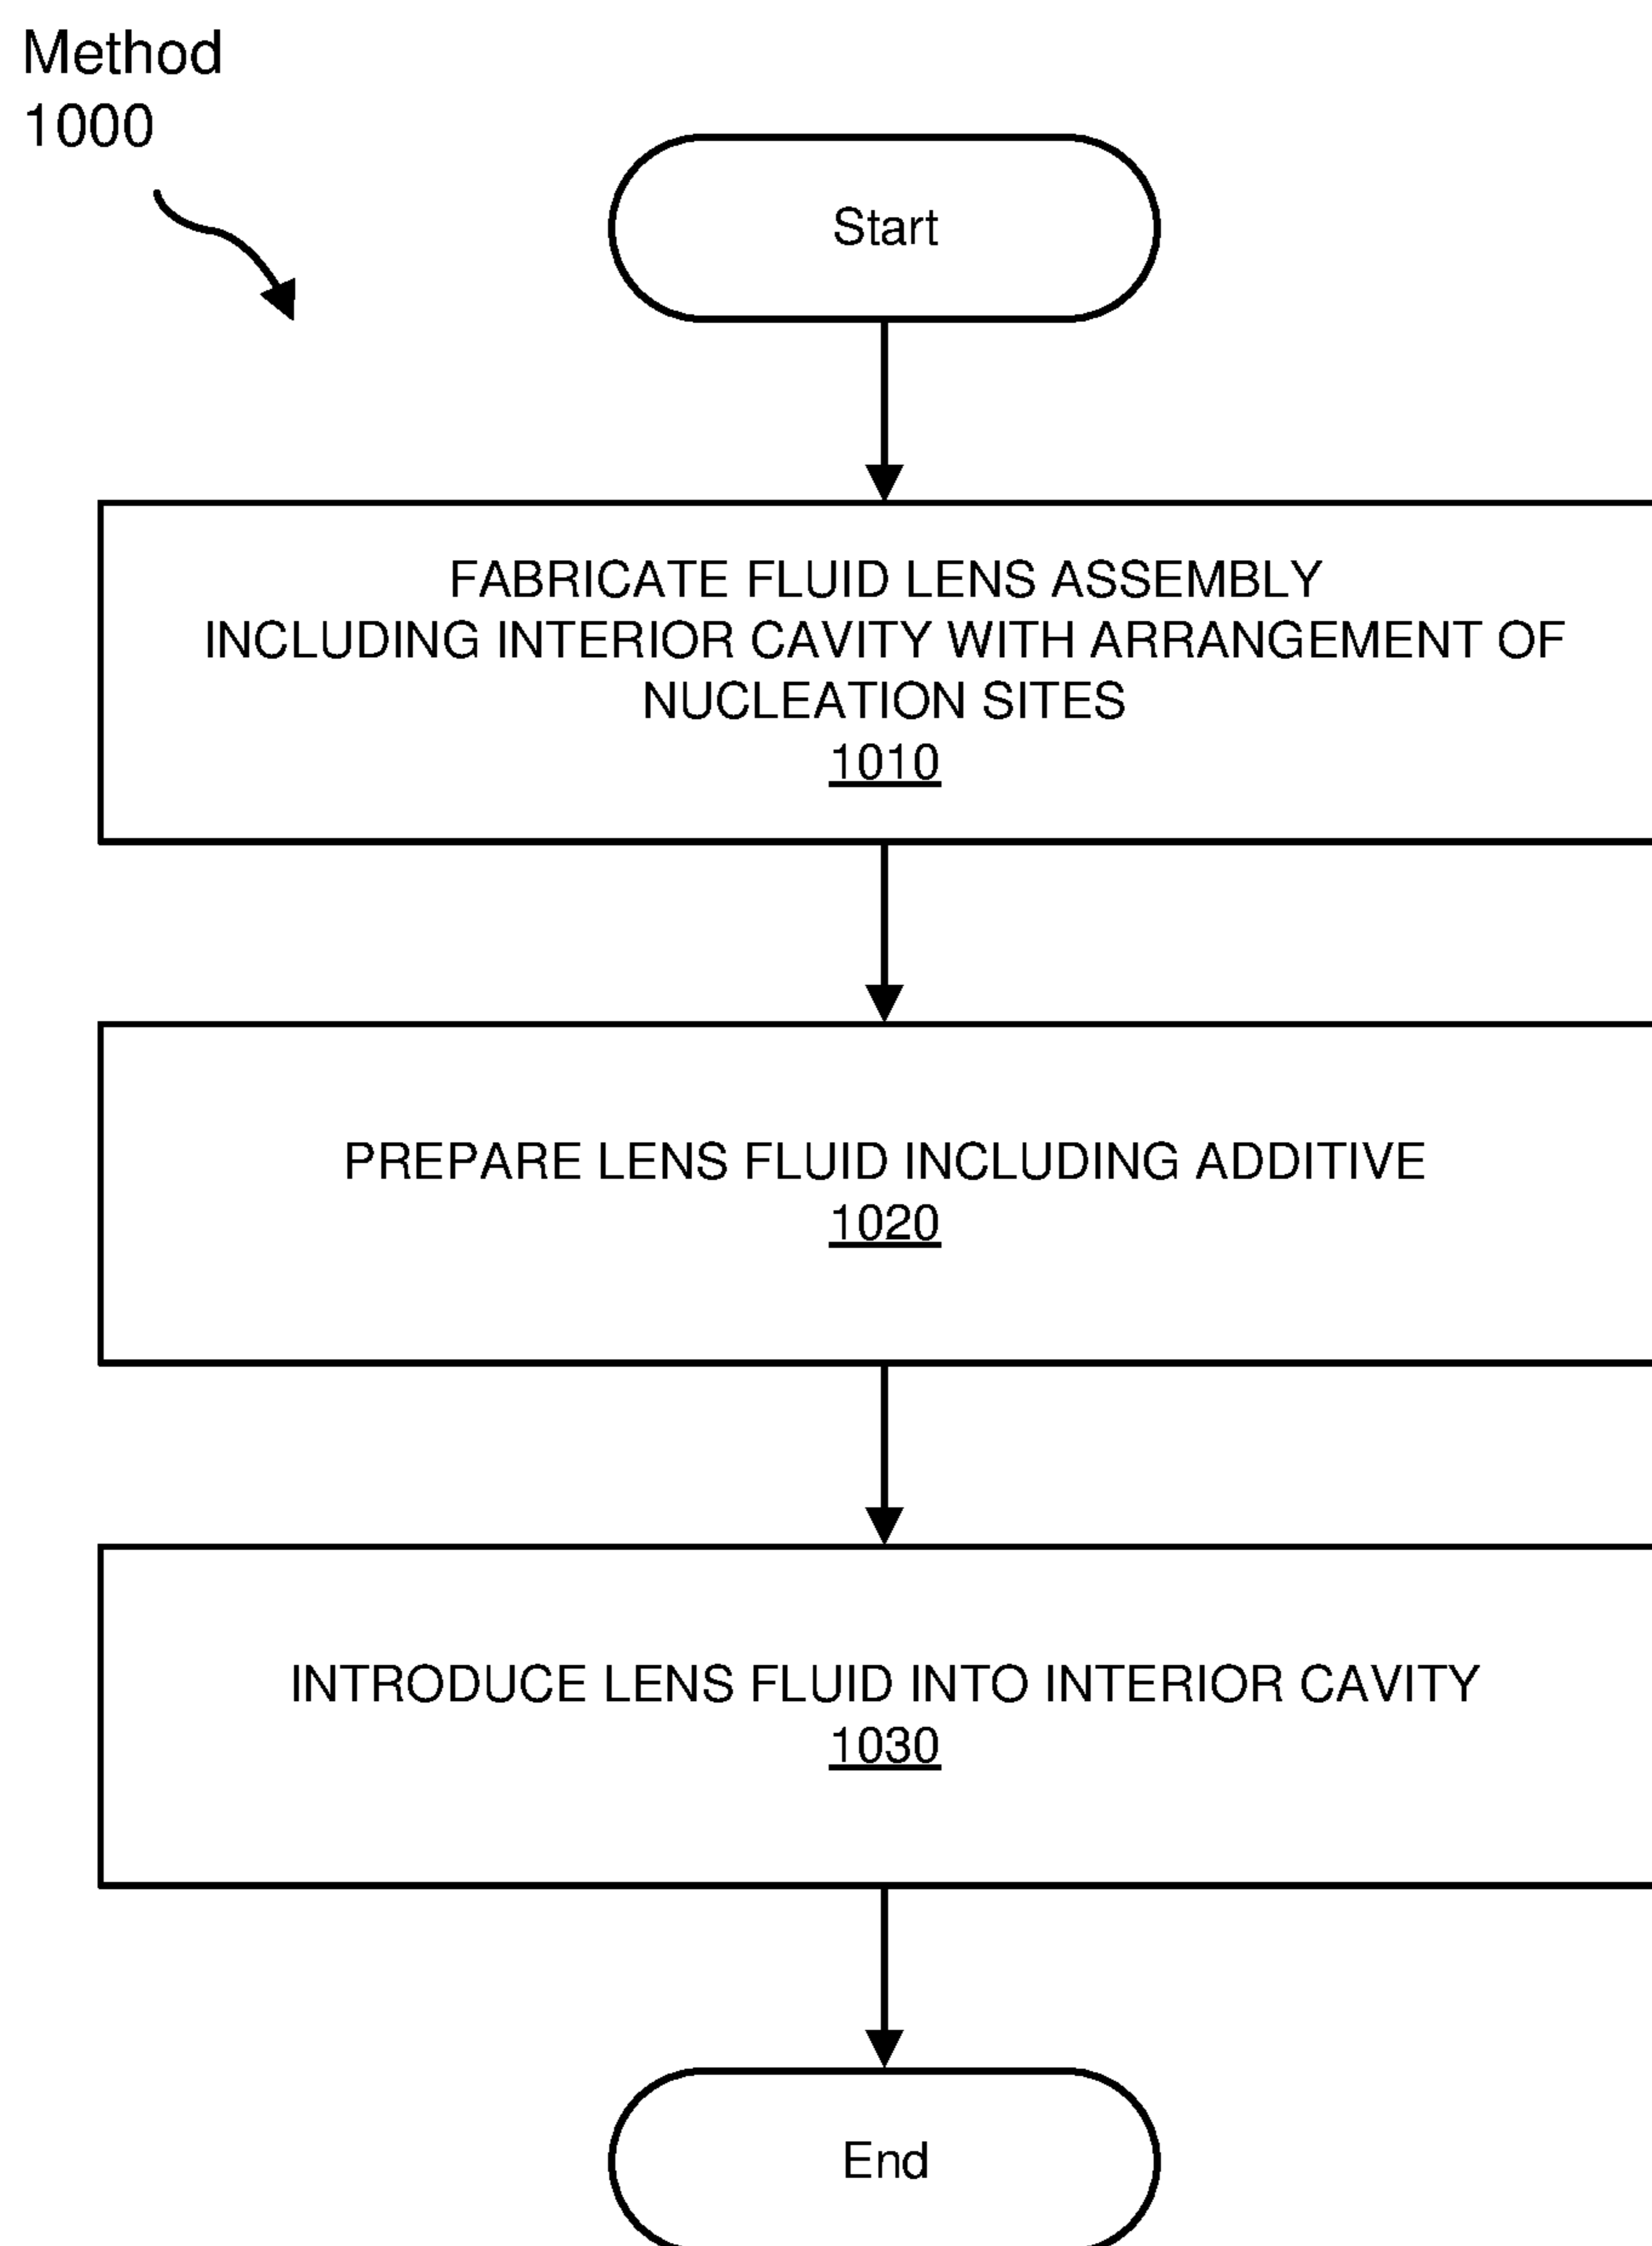 Method
1000
Start
FABRICATE FLUID LENS ASSEMBLY
INCLUDING INTERIOR CAVITY WITH ARRANGEMENT OF
NUCLEATION SITES
1010
PREPARE LENS FLUID INCLUDING ADDITIVE
1020
INTRODUCE LENS FLUID INTO INTERIOR CAVITY
1030
End